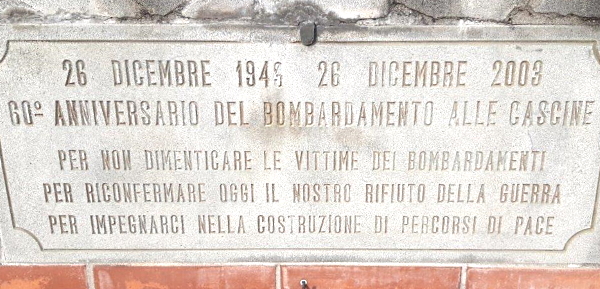 26 DICEMBRE 1943 26 DICEMBRE 2003
60º ANNIVERSARIO DEL BOMBARDAMENTO ALLE CASCINE
PER NON DIMENTICARE LE VITTIME DEI BOMBARDAMENTI
PER RICONFERMARE OGGI IL NOSTRO RIFIUTO DELLA GUERRA
PER IMPEGNARCI NELLA COSTRUZIONE DI PERCORSI DI PACE